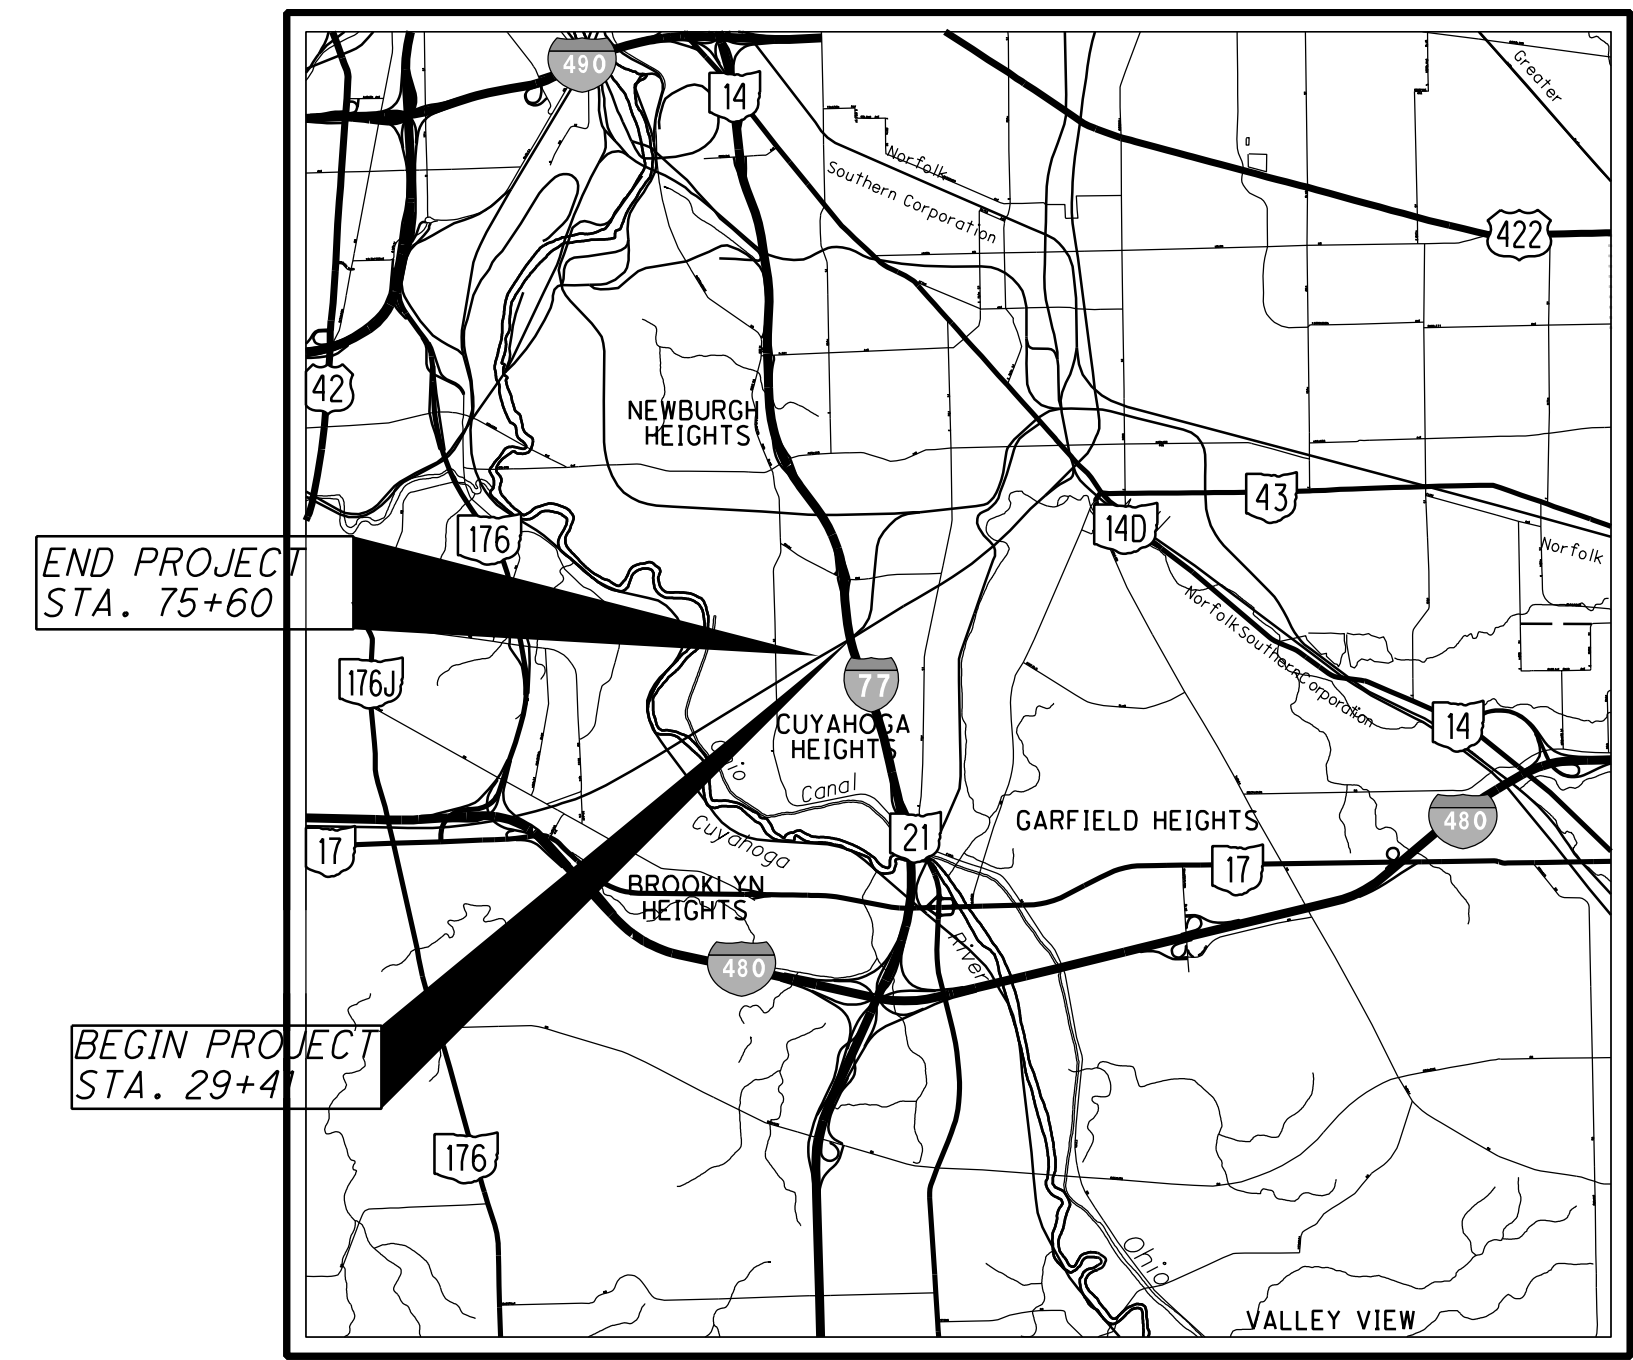 490
14
Greater
Norfolk
Southern Corporation
422
42
NEWBURGH
HEIGHTS
43
14D
176
Norfolk
END PROJECT
STA. 75+60
Norfolk Southern Corporation
176J
77
14
CUYAHOGA
HEIGHTS
Ohio
Canal
480
GARFIELD HEIGHTS
Cuyahoga
21
17
17
BROOKLYN
HEIGHTS
River
480
BEGIN PROJECT
STA. 29+41
176
Ohio
VALLEY VIEW